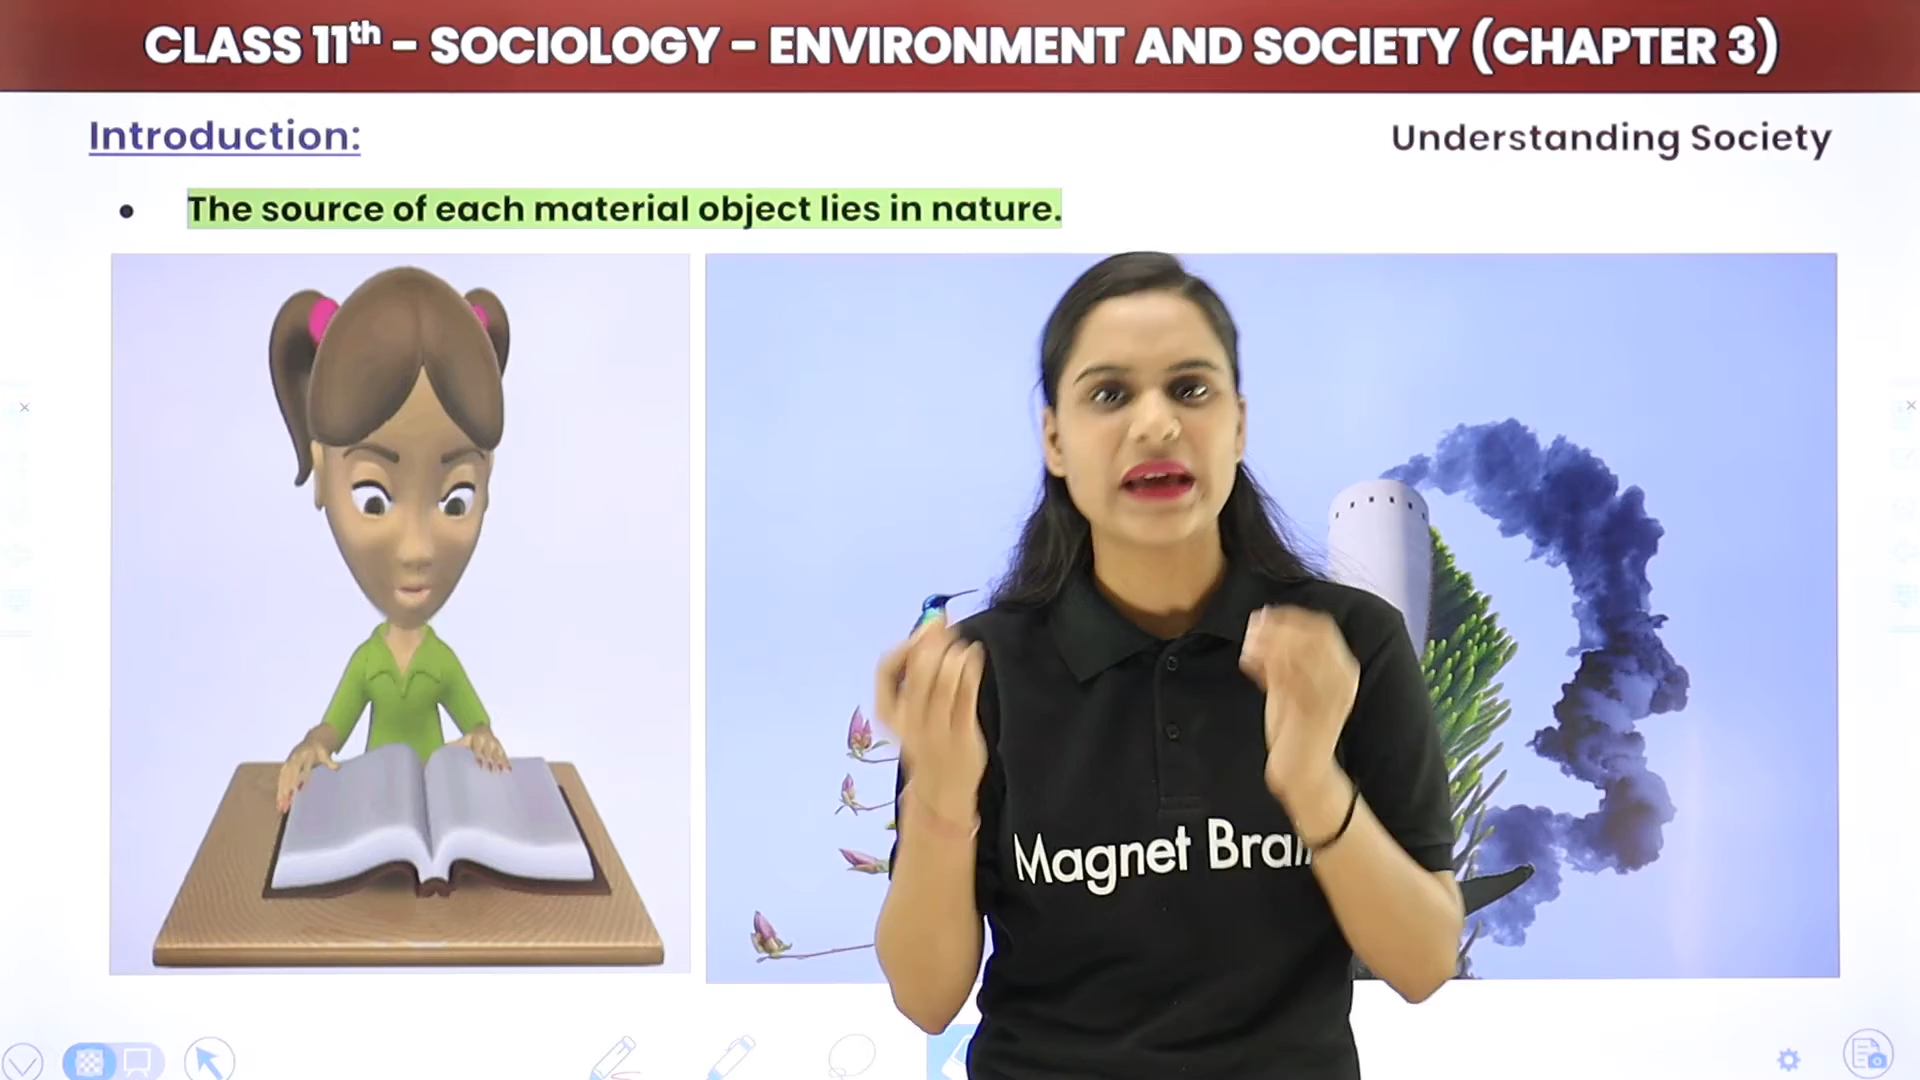 CLASS 11th - SOCIOLOGY - ENVIRONMENT AND SOCIETY (CHAPTER 3)
Introduction:
Understanding Society
• The source of each material object lies in nature.
Magnet Brai